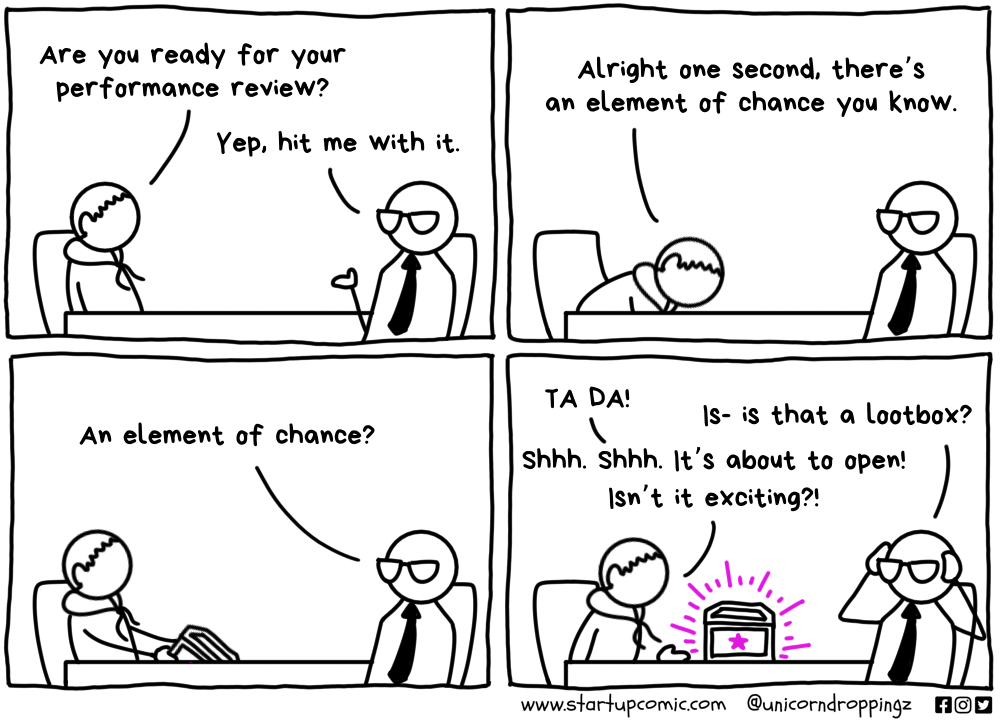 Are you ready for your
performance review?
Yep, hit me with it.
Alright one second, there's
an element of chance you know.
An element of chance?
TA DA!
Is- is that a lootbox?
Shhh. Shhh. It's about to open!
Isn't it exciting?!
www.startupcomic.com @unicorndroppingz